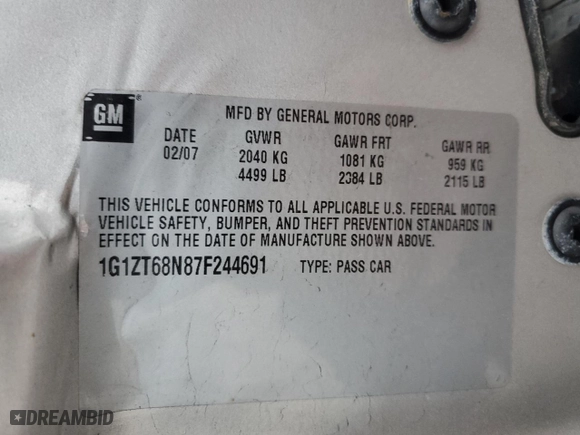 GM
MFD BY GENERAL MOTORS CORP.
DATE GVWR GAWR FRT GAWR RR
02/07 2040 KG 1081 KG 959 KG
4499 LB 2384 LB 2115 LB
THIS VEHICLE CONFORMS TO ALL APPLICABLE U.S. FEDERAL MOTOR
VEHICLE SAFETY, BUMPER, AND THEFT PREVENTION STANDARDS IN
EFFECT ON THE DATE OF MANUFACTURE SHOWN ABOVE.
1G1ZT68N87F244691 TYPE: PASS CAR
DREAMBID